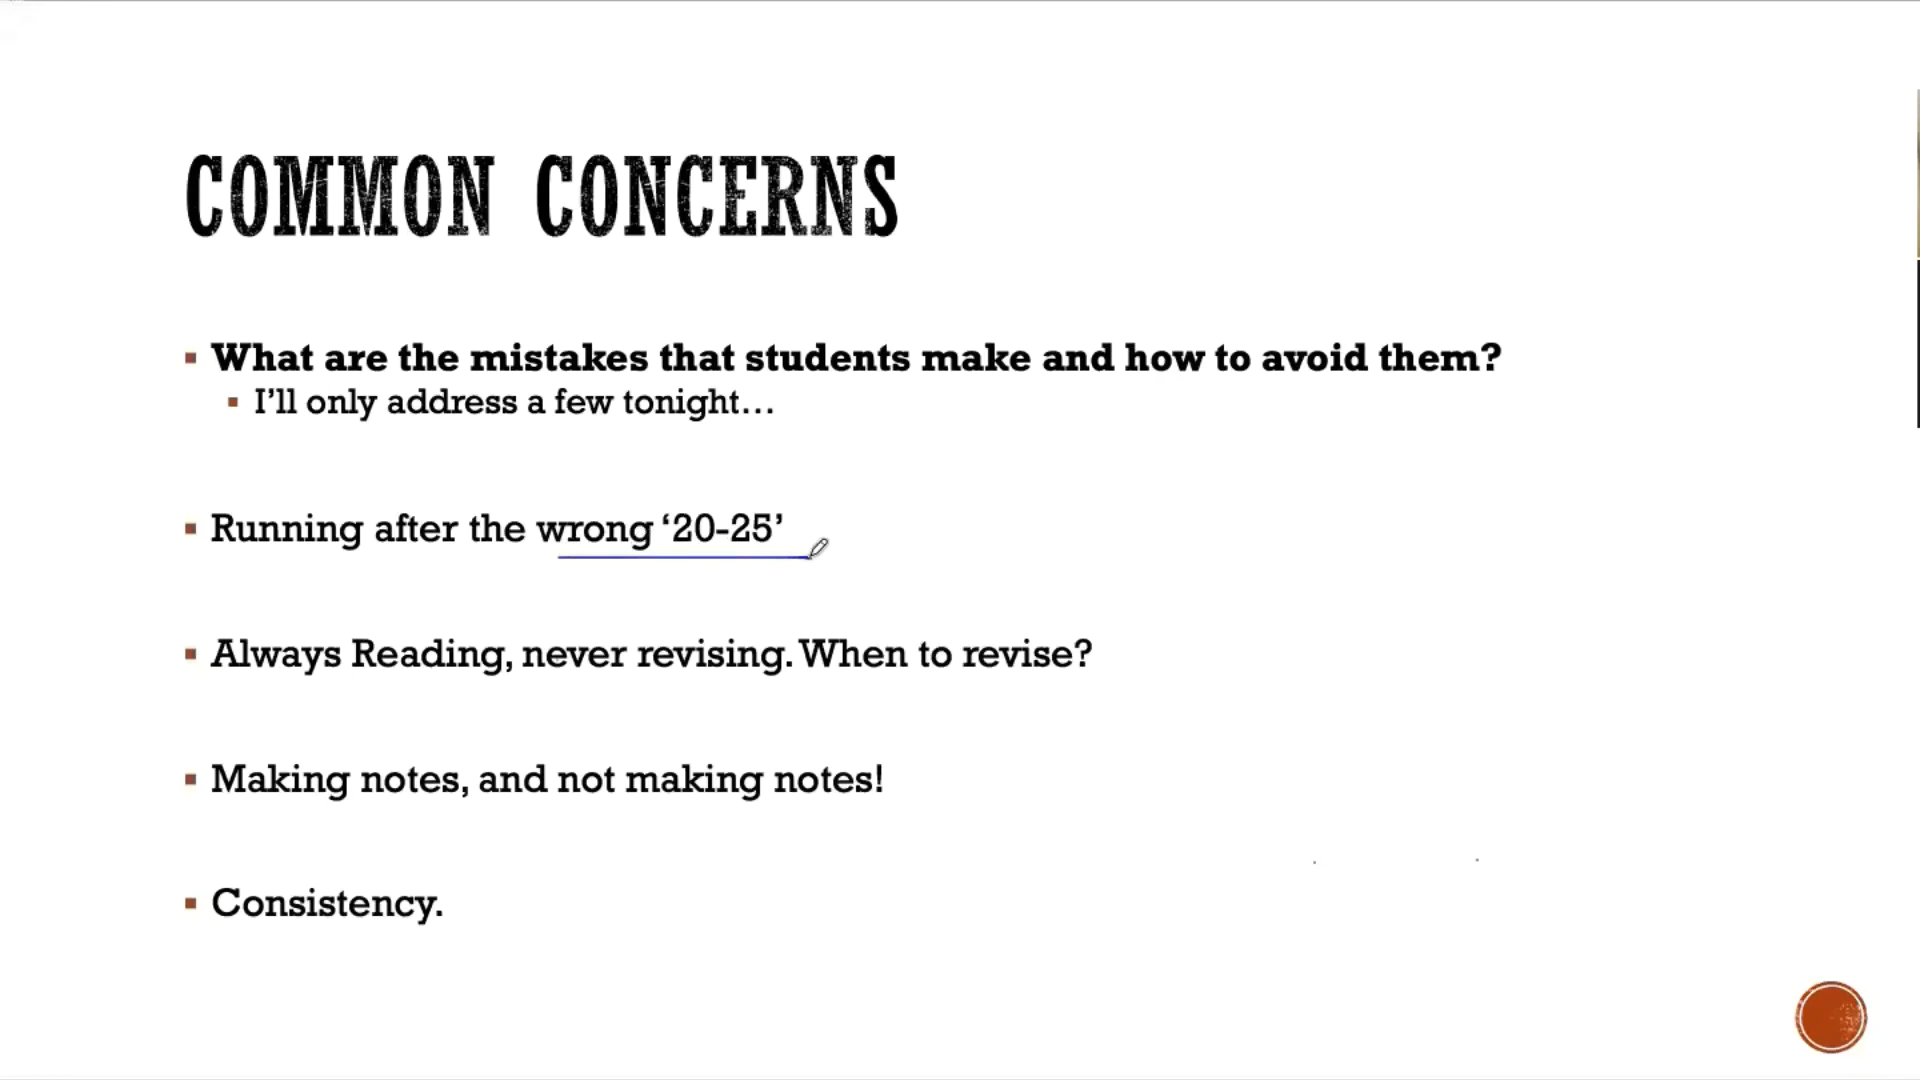 COMMON CONCERNS
What are the mistakes that students make and how to avoid them?
I’ll only address a few tonight…
Running after the wrong ‘20-25’
Always Reading, never revising. When to revise?
Making notes, and not making notes!
Consistency.